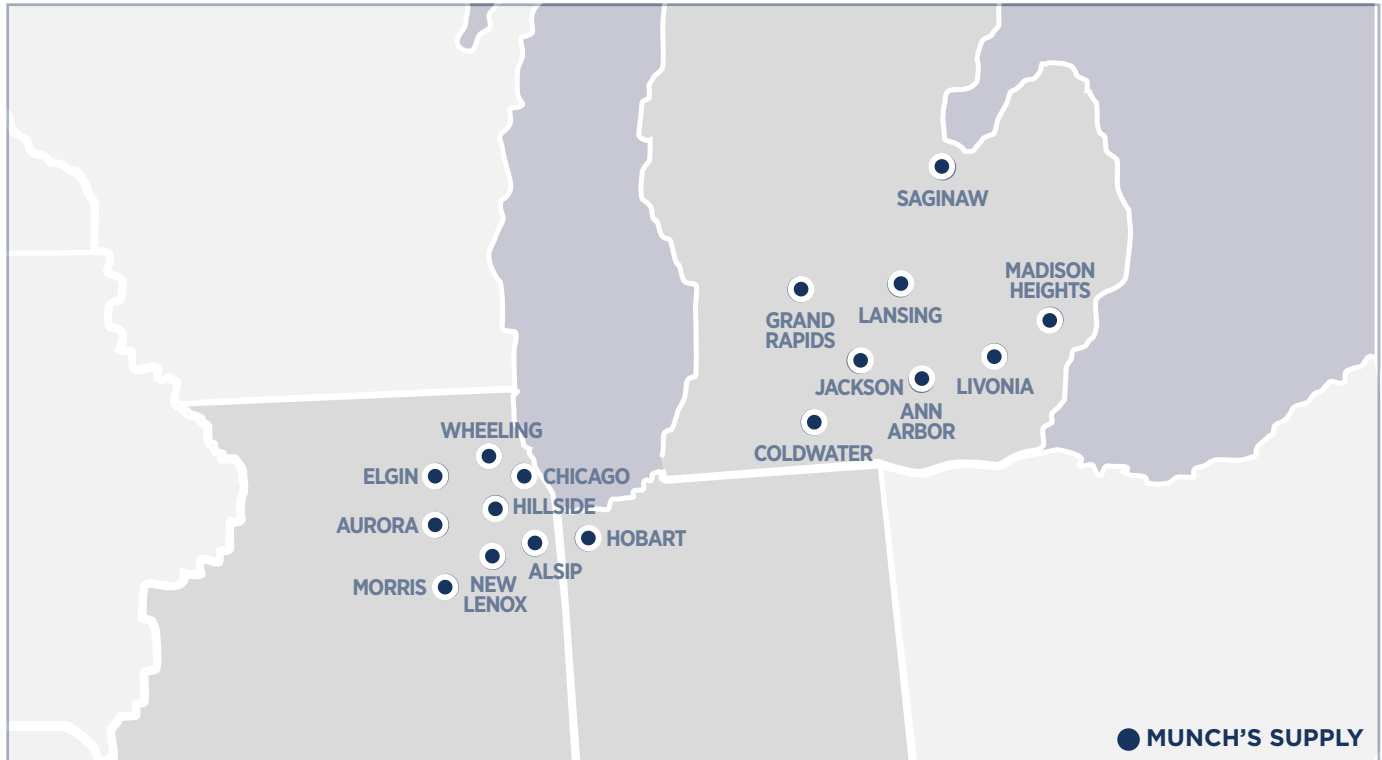 SAGINAW
MADISON
HEIGHTS
GRAND
RAPIDS
LANSING
JACKSON
ANN
ARBOR
LIVONIA
COLDWATER
WHEELING
ELGIN
CHICAGO
HILLSIDE
AURORA
HOBART
ALSIP
MORRIS
NEW
LENOX
MUNCH’S SUPPLY